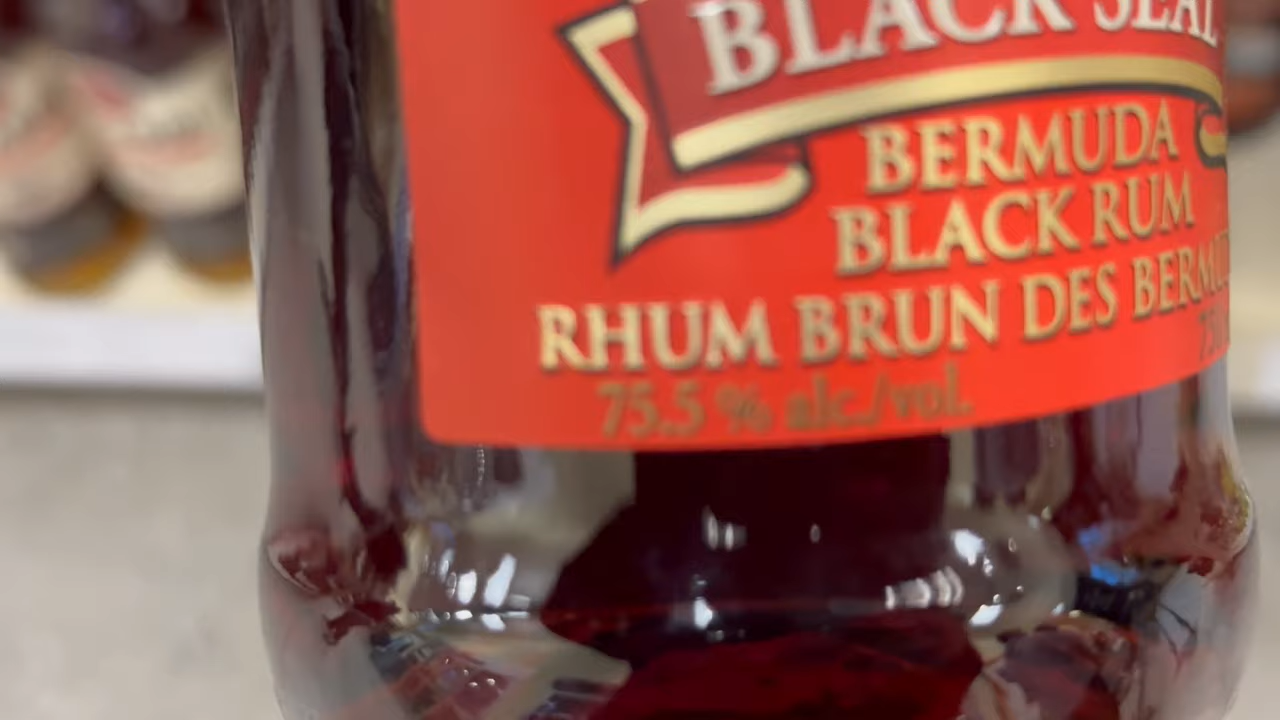 BLACK SEAL
BERMUDA
BLACK RUM
RHUM BRUN DES BERMU
75.5 % alc./vol.